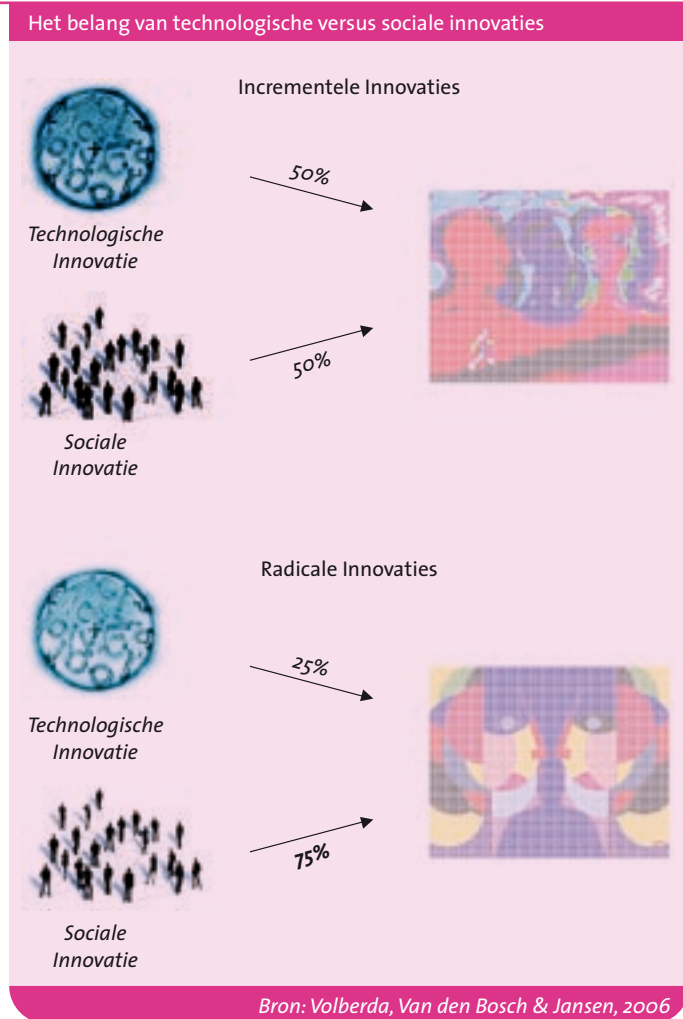 Het belang van technologische versus sociale innovaties
Incrementele Innovaties
50%
Technologische
Innovatie
50%
Sociale
Innovatie
Radicale Innovaties
25%
Technologische
Innovatie
75%
Sociale
Innovatie
Bron: Volberda, Van den Bosch & Jansen, 2006